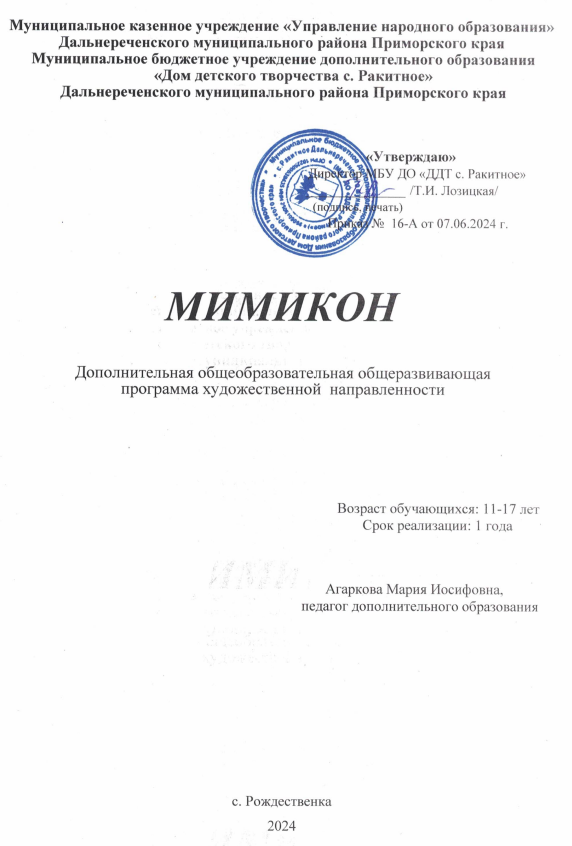 Муниципальное казенное учреждение «Управление народного образования»
Дальнереченского муниципального района Приморского края
Муниципальное бюджетное учреждение дополнительного образования
«Дом детского творчества с. Ракитное»
Дальнереченского муниципального района Приморского края
«Утверждаю»
Директор МБУ ДО «ДДТ с. Ракитное»
/Т.И. Лозицкая/
(подпись, печать)
Приказ № 16-А от 07.06.2024 г.
МИМИКОН
Дополнительная общеобразовательная общеразвивающая
программа художественной направленности
Возраст обучающихся: 11-17 лет
Срок реализации: 1 года
Агаркова Мария Иосифовна,
педагог дополнительного образования
с. Рождественка
2024